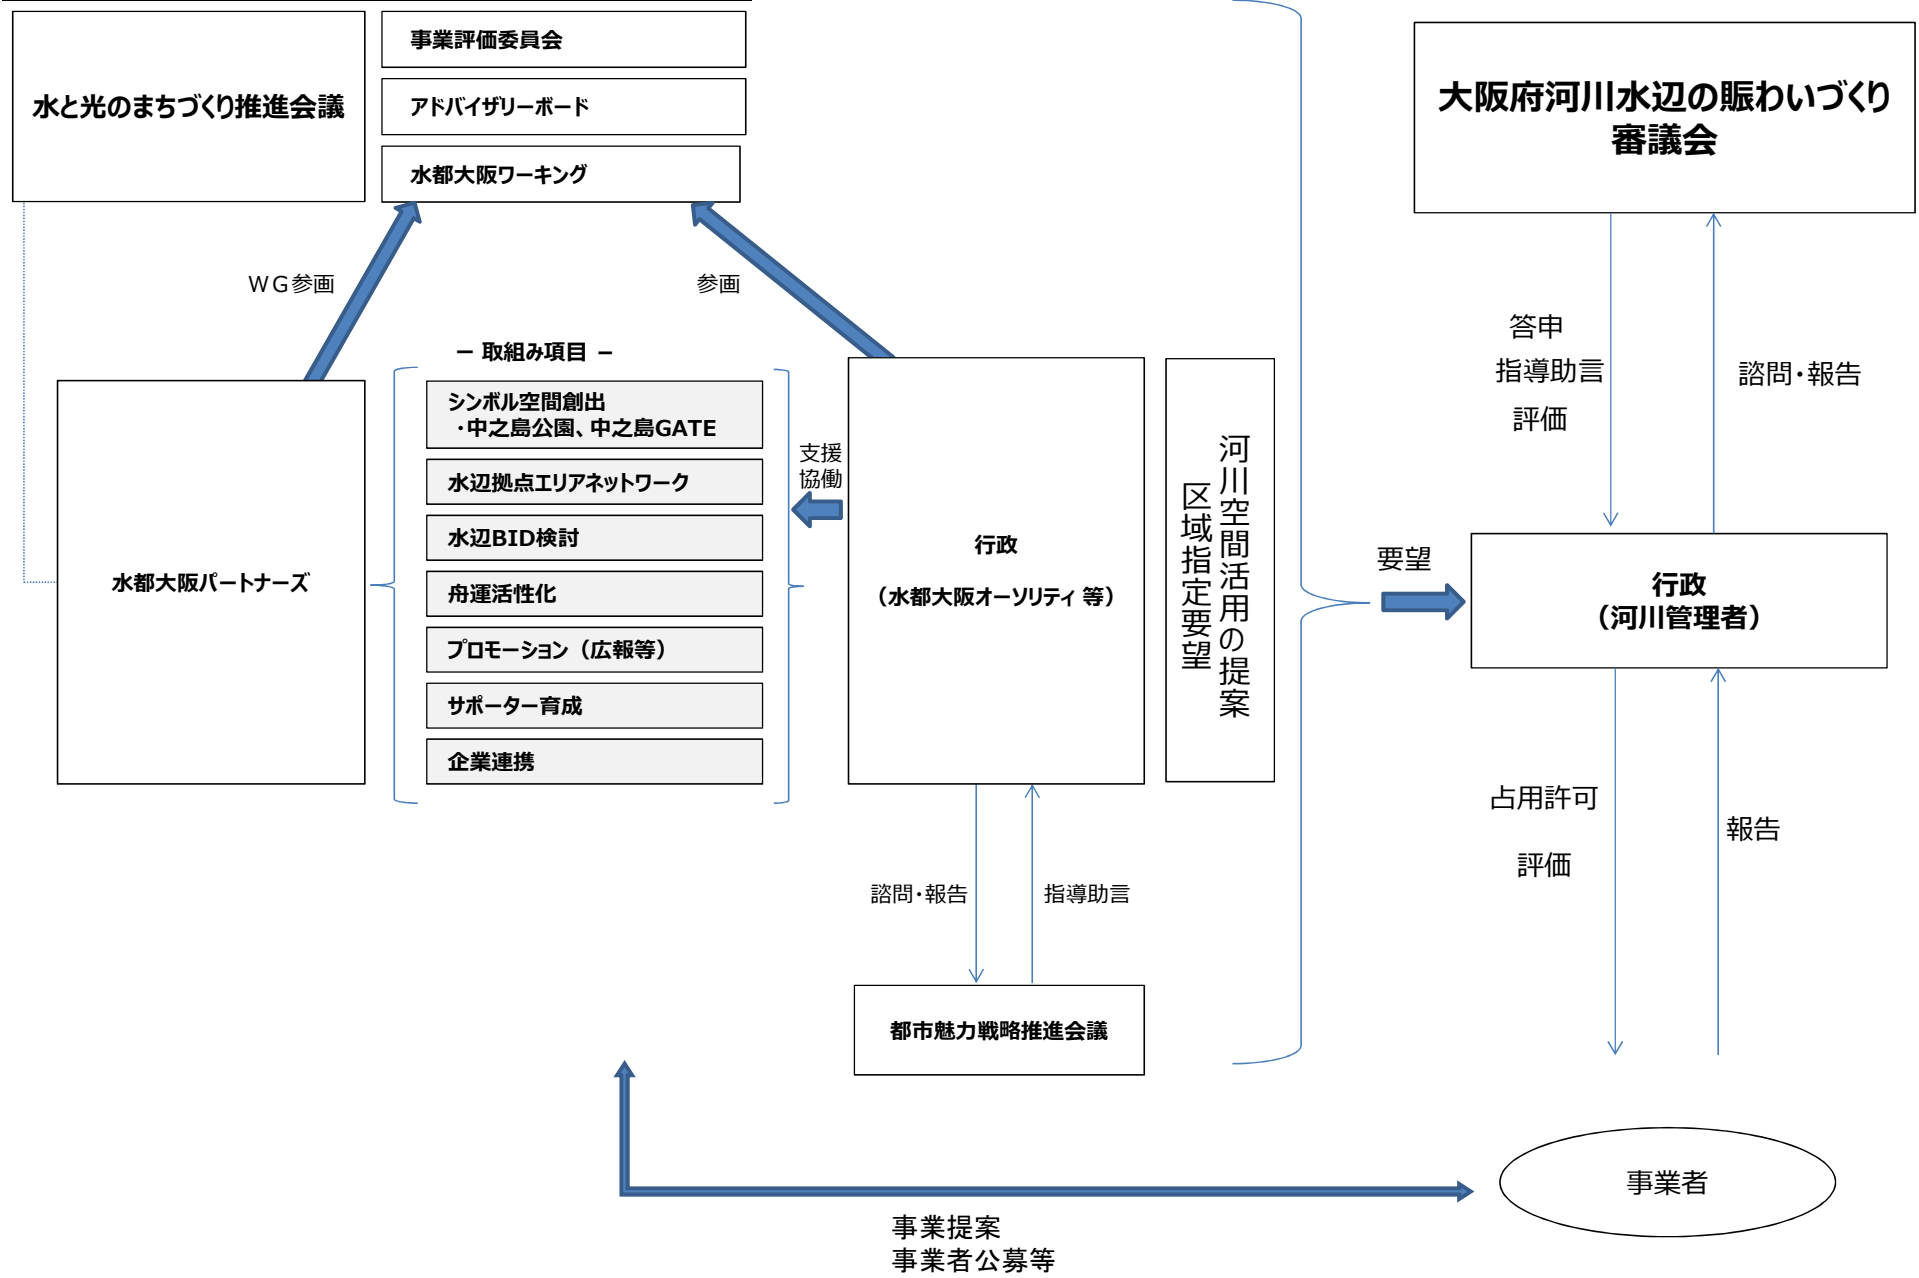 水と光のまちづくり推進会議
事業評価委員会
アドバイザリーボード
水都大阪ワーキング
ＷＧ参画
参画
－ 取組み項目 －
水都大阪パートナーズ
シンボル空間創出
・中之島公園、中之島GATE
水辺拠点エリアネットワーク
水辺BID検討
舟運活性化
プロモーション（広報等）
サポーター育成
企業連携
支援
協働
行政
（水都大阪オーソリティ 等）
河川空間活用の提案
区域指定要望
諮問・報告
指導助言
都市魅力戦略推進会議
要望
大阪府河川水辺の賑わいづくり
審議会
答申
指導助言
評価
諮問・報告
行政
（河川管理者）
占用許可
評価
報告
事業者
事業提案
事業者公募等